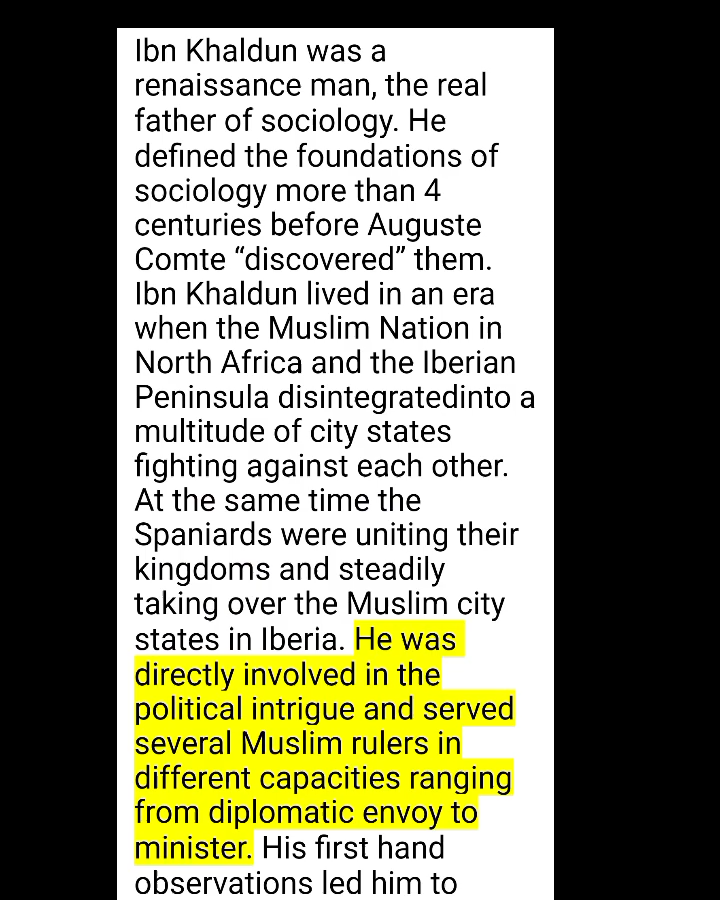 Ibn Khaldun was a
renaissance man, the real
father of sociology. He
defined the foundations of
sociology more than 4
centuries before Auguste
Comte “discovered” them.
Ibn Khaldun lived in an era
when the Muslim Nation in
North Africa and the Iberian
Peninsula disintegratedinto a
multitude of city states
fighting against each other.
At the same time the
Spaniards were uniting their
kingdoms and steadily
taking over the Muslim city
states in Iberia. He was
directly involved in the
political intrigue and served
several Muslim rulers in
different capacities ranging
from diplomatic envoy to
minister. His first hand
observations led him to